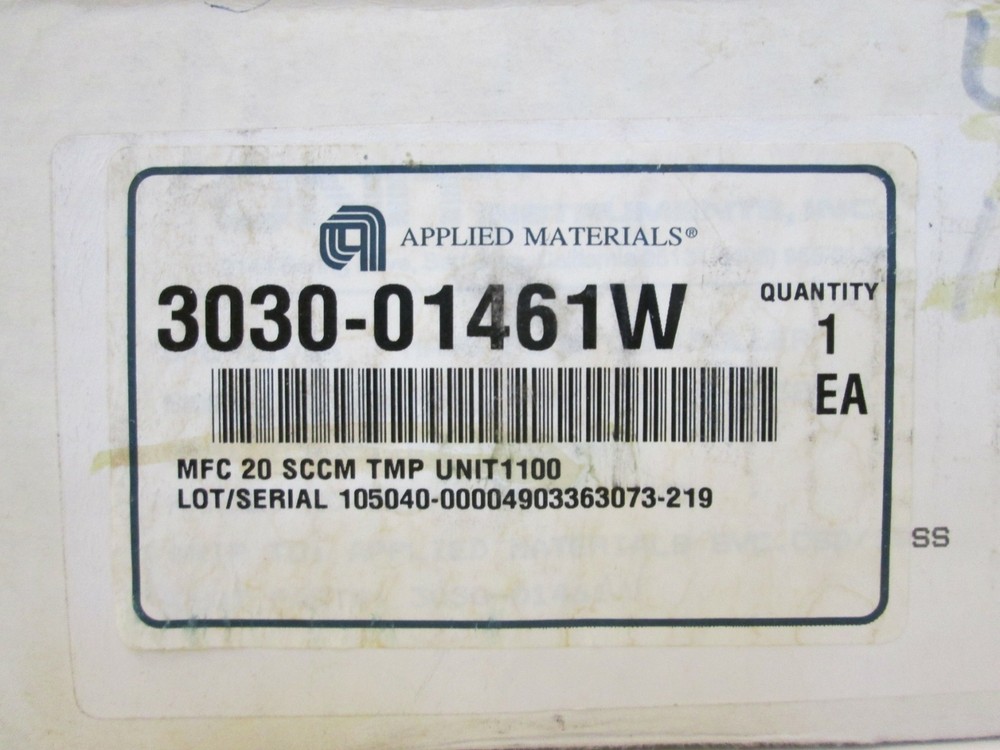 APPLIED MATERIALS®
3030-01461W
QUANTITY
1
EA
MFC 20 SCCM TMP UNIT1100
LOT/SERIAL 105040-00004903363073-219
SS